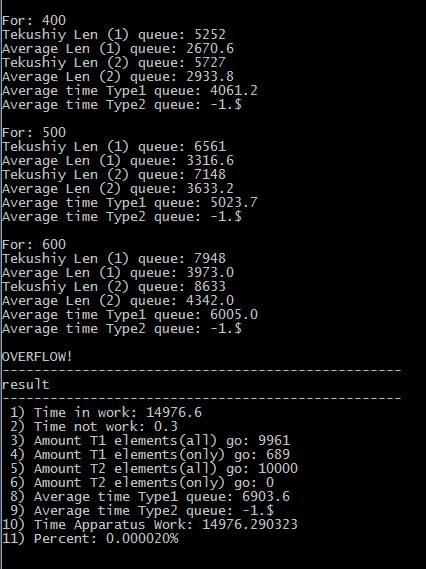 For: 400
Tekushiy Len (1) queue: 5252
Average Len (1) queue: 2670.6
Tekushiy Len (2) queue: 5727
Average Len (2) queue: 2933.8
Average time Type1 queue: 4061.2
Average time Type2 queue: -1.$
For: 500
Tekushiy Len (1) queue: 6561
Average Len (1) queue: 3316.6
Tekushiy Len (2) queue: 7148
Average Len (2) queue: 3633.2
Average time Type1 queue: 5023.7
Average time Type2 queue: -1.$
For: 600
Tekushiy Len (1) queue: 7948
Average Len (1) queue: 3973.0
Tekushiy Len (2) queue: 8633
Average Len (2) queue: 4342.0
Average time Type1 queue: 6005.0
Average time Type2 queue: -1.$
OVERFLOW!
--------------------------------------------------
result
--------------------------------------------------
1) Time in work: 14976.6
2) Time not work: 0.3
3) Amount T1 elements(all) go: 9961
4) Amount T1 elements(only) go: 689
5) Amount T2 elements(all) go: 10000
6) Amount T2 elements(only) go: 0
8) Average time Type1 queue: 6903.6
9) Average time Type2 queue: -1.$
10) Time Apparatus Work: 14976.290323
11) Percent: 0.000020%